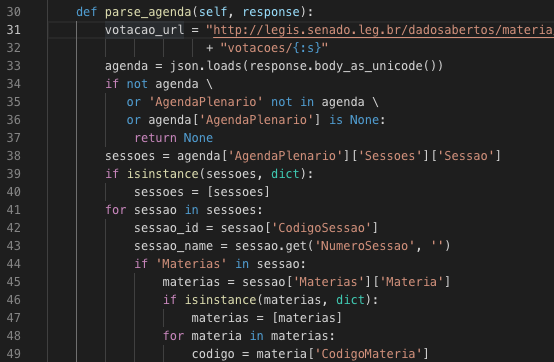 30 def parse_agenda(self, response):
31 votacao_url = "http://legis.senado.leg.br/dadosabertos/materia
32 + "votacoes/{:s}"
33 agenda = json.loads(response.body_as_unicode())
34 if not agenda \
35 or 'AgendaPlenario' not in agenda \
36 or agenda['AgendaPlenario'] is None:
37 return None
38 sessoes = agenda['AgendaPlenario']['Sessoes']['Sessao']
39 if isinstance(sessoes, dict):
40 sessoes = [sessoes]
41 for sessao in sessoes:
42 sessao_id = sessao['CodigoSessao']
43 sessao_name = sessao.get('NumeroSessao', '')
44 if 'Materias' in sessao:
45 materias = sessao['Materias']['Materia']
46 if isinstance(materias, dict):
47 materias = [materias]
48 for materia in materias:
49 codigo = materia['CodigoMateria']